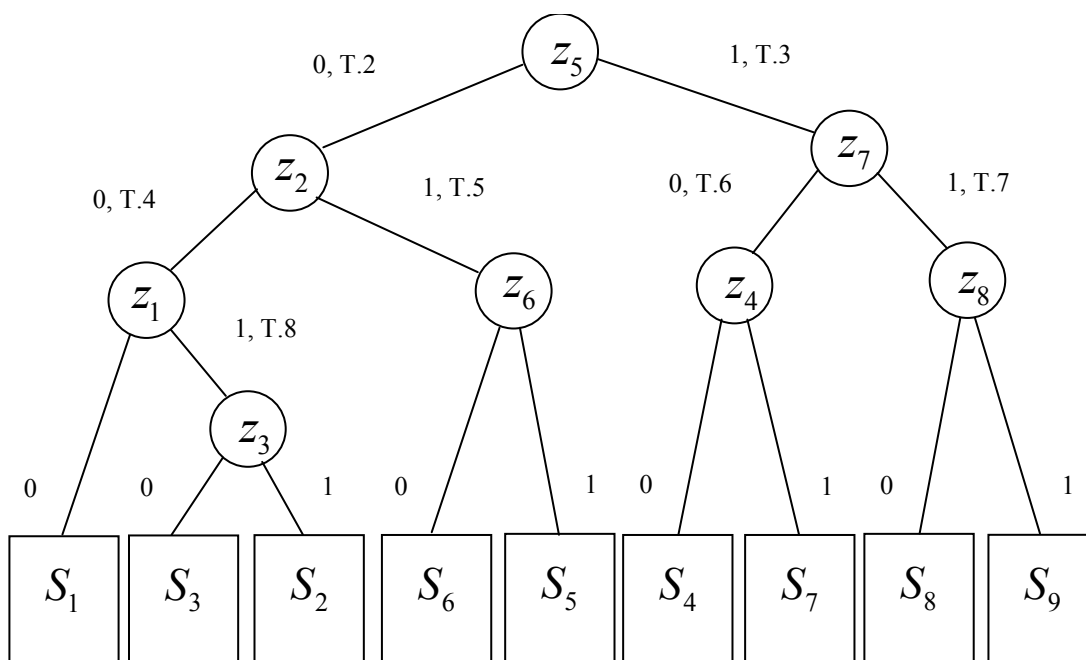 z₅
0, T.2
1, T.3
z₂
z₇
0, T.4
1, T.5
0, T.6
1, T.7
z₁
z₆
z₄
z₈
1, T.8
z₃
0
0
1
0
1
0
1
0
1
S₁
S₃
S₂
S₆
S₅
S₄
S₇
S₈
S₉